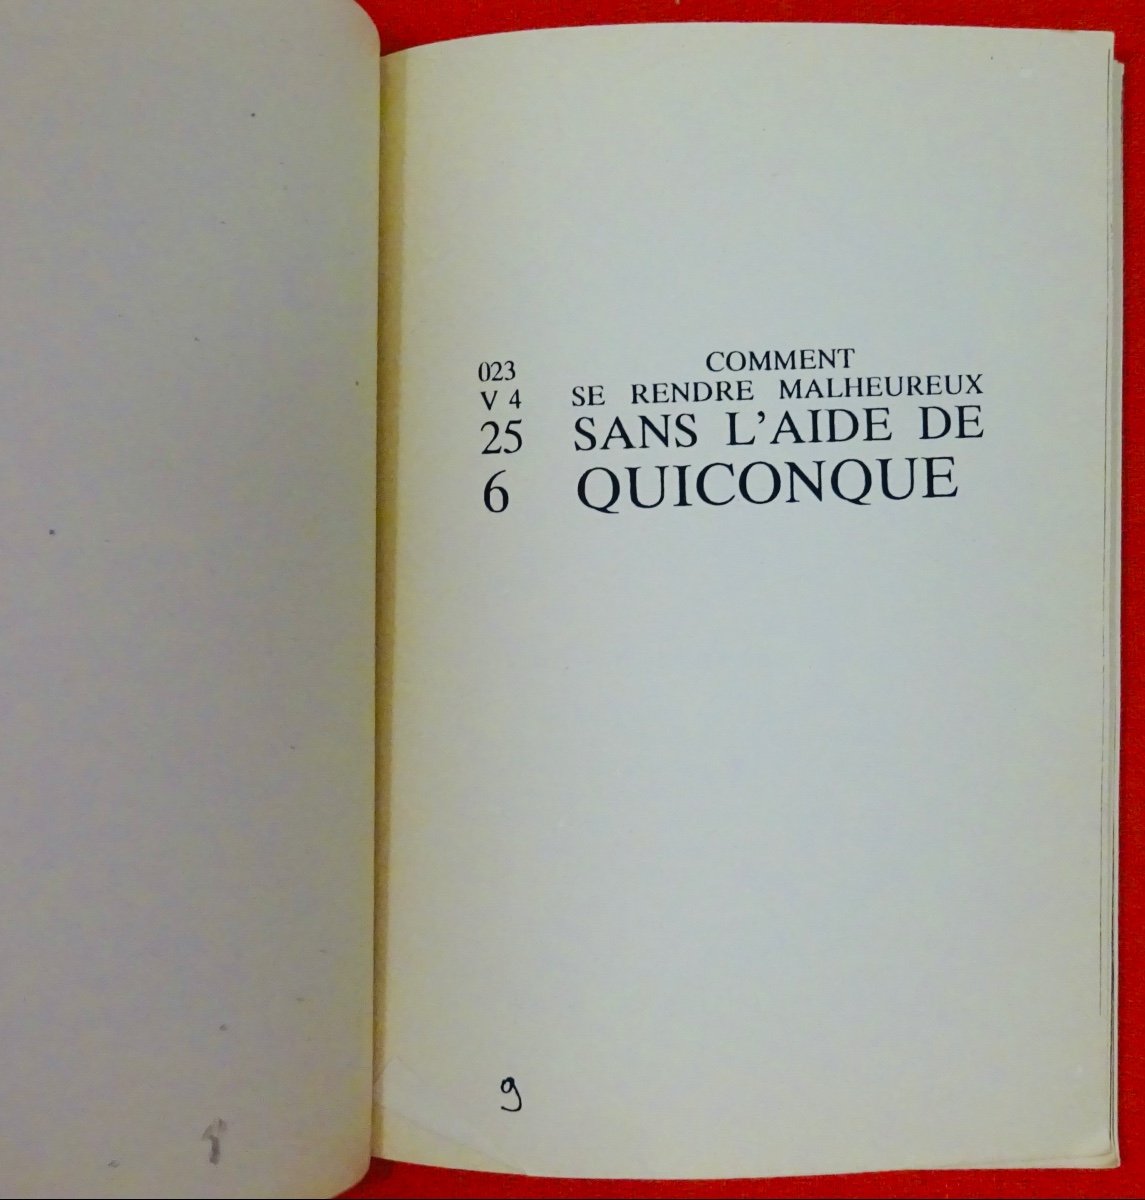 023 COMMENT
V 4 SE RENDRE MALHEUREUX
25 SANS L'AIDE DE
6 QUICONQUE
9